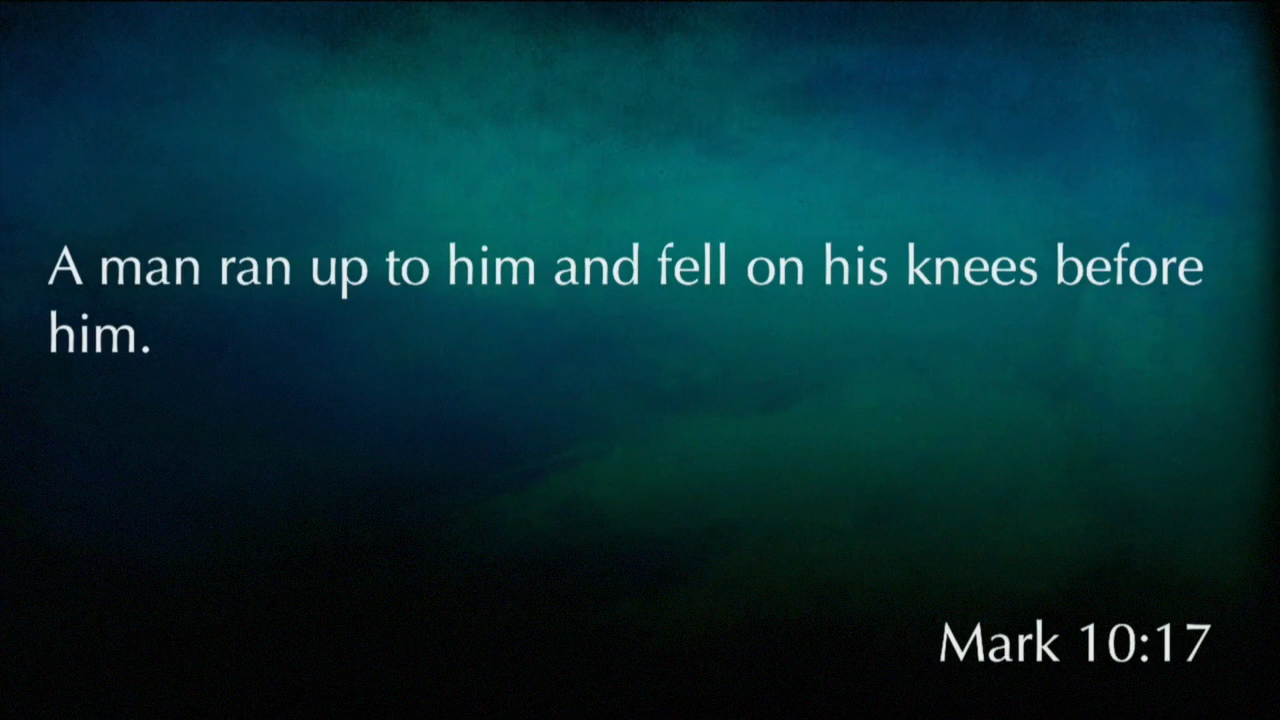 A man ran up to him and fell on his knees before
him.
Mark 10:17